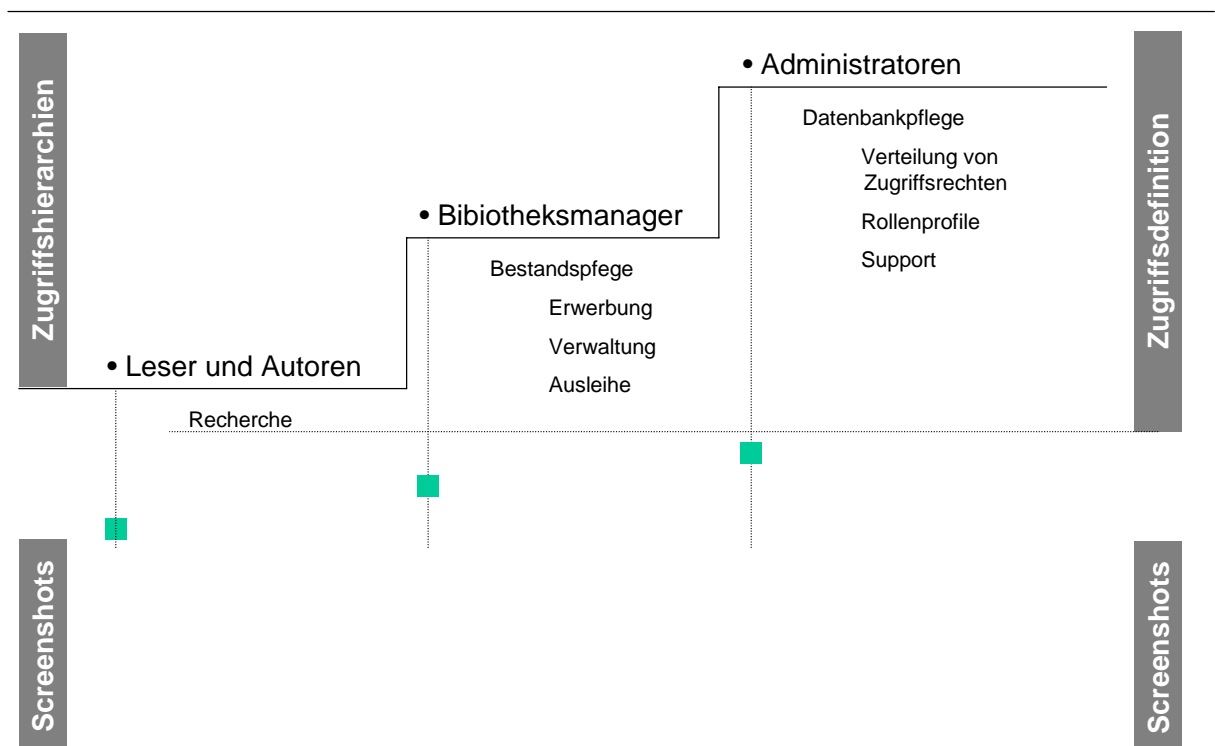 Zugriffshierarchien
• Administratoren
Datenbankpflege
Verteilung von
Zugriffsrechten
Rollenprofile
Support
• Bibiotheksmanager
Bestandspfege
Erwerbung
Verwaltung
Ausleihe
• Leser und Autoren
Recherche
Zugriffsdefinition
Screenshots
Screenshots